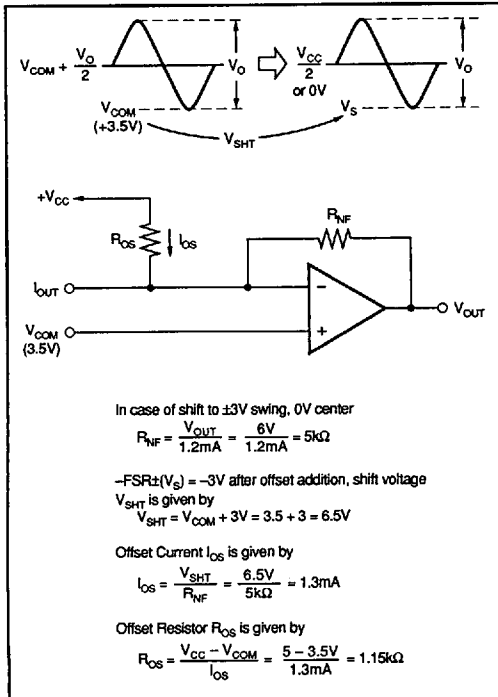 V_COM + V_O/2
V_O
V_CC/2
or 0V
V_O
V_COM
(+3.5V)
V_SHT
V_S
+V_CC
R_OS
I_OS
R_NF
I_OUT
−
+
V_OUT
V_COM
(3.5V)
In case of shift to ±3V swing, 0V center
R_NF = V_OUT/1.2mA = 6V/1.2mA = 5kΩ
–FSR±(V_S) = –3V after offset addition, shift voltage
V_SHT is given by
V_SHT = V_COM + 3V = 3.5 + 3 = 6.5V
Offset Current I_OS is given by
I_OS = V_SHT/R_NF = 6.5V/5kΩ = 1.3mA
Offset Resistor R_OS is given by
R_OS = V_CC – V_COM/I_OS = 5 – 3.5V/1.3mA = 1.15kΩ